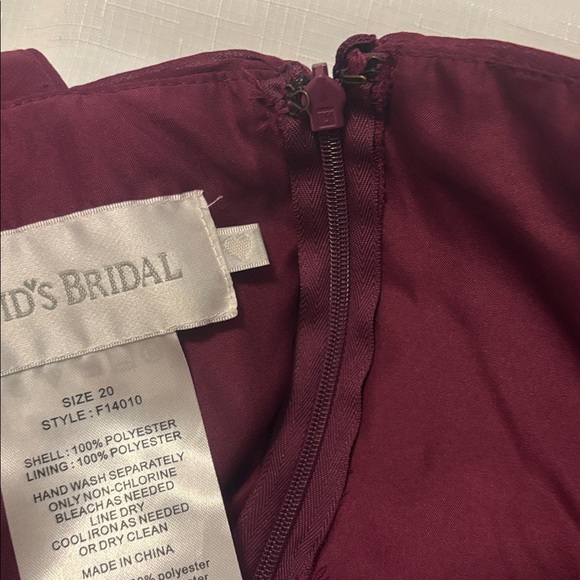 ID'S BRIDAL
SIZE 20
STYLE : F14010
SHELL : 100% POLYESTER
LINING : 100% POLYESTER
HAND WASH SEPARATELY
ONLY NON-CHLORINE
BLEACH AS NEEDED
LINE DRY
COOL IRON AS NEEDED
OR DRY CLEAN
MADE IN CHINA